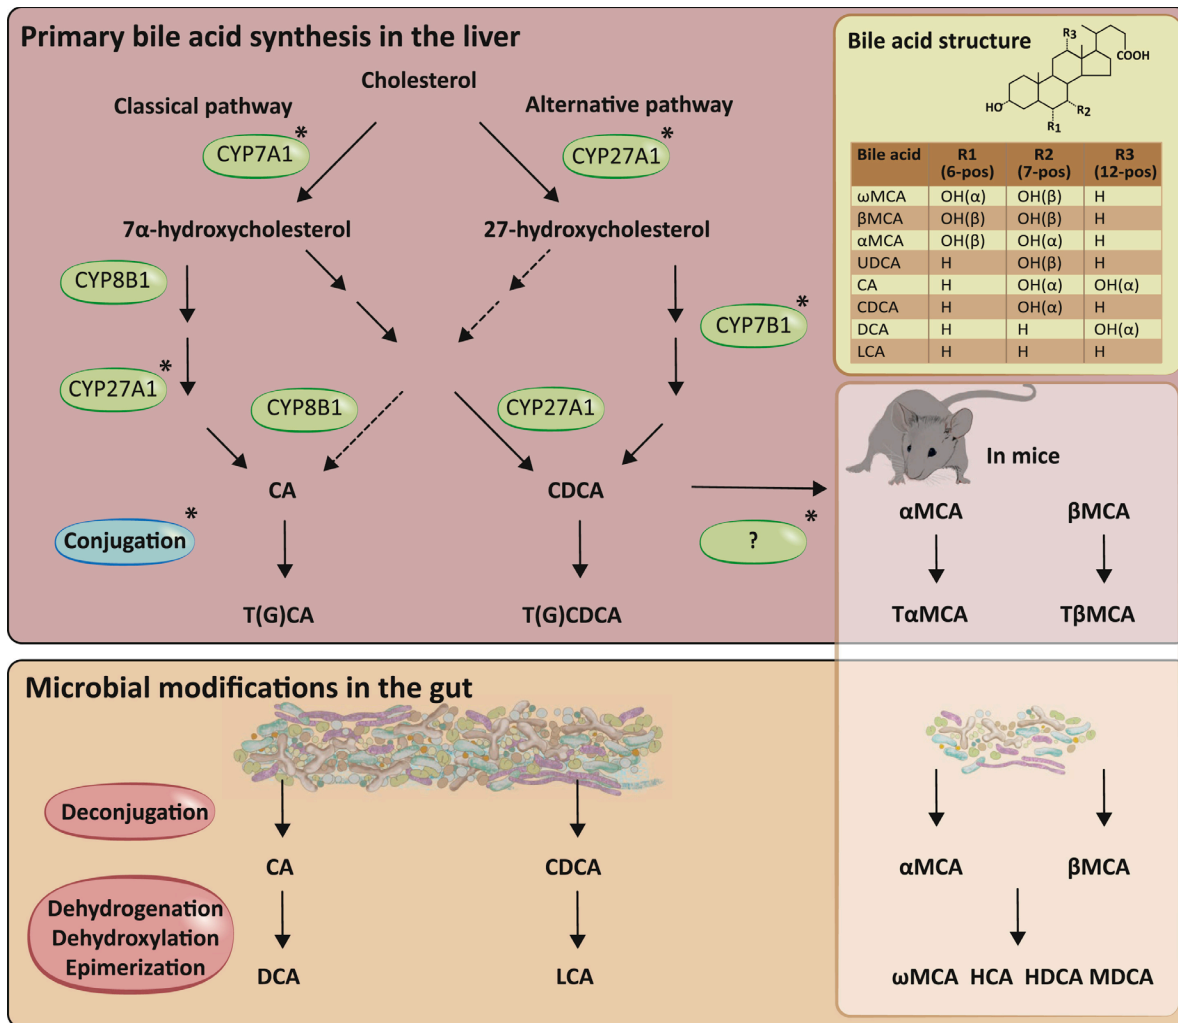 Primary bile acid synthesis in the liver
Cholesterol
Classical pathway
Alternative pathway
CYP7A1
*
CYP27A1
*
7α-hydroxycholesterol
27-hydroxycholesterol
CYP8B1
CYP7B1
*
CYP27A1
*
CYP8B1
CYP27A1
CA
CDCA
Conjugation
*
?
*
T(G)CA
T(G)CDCA
Bile acid structure
R3
COOH
HO
R2
R1
Bile acid R1 R2 R3
(6-pos) (7-pos) (12-pos)
ωMCA OH(α) OH(β) H
βMCA OH(β) OH(β) H
αMCA OH(β) OH(α) H
UDCA H OH(β) H
CA H OH(α) OH(α)
CDCA H OH(α) H
DCA H H OH(α)
LCA H H H
In mice
αMCA βMCA
TαMCA TβMCA
Microbial modifications in the gut
Deconjugation
CA CDCA αMCA βMCA
Dehydrogenation
Dehydroxylation
Epimerization
DCA LCA ωMCA HCA HDCA MDCA